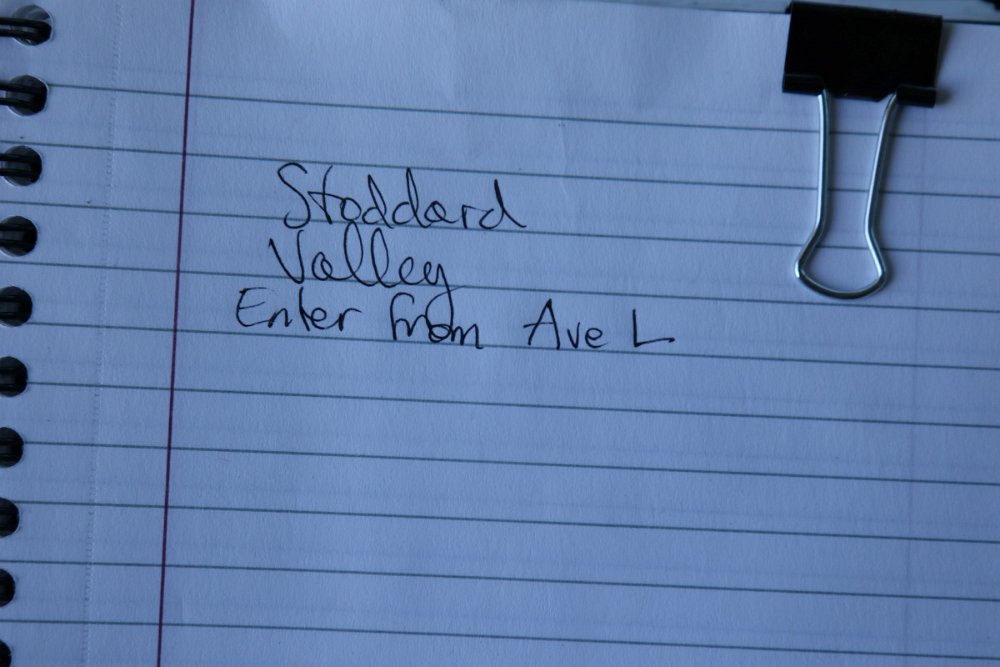 Stoddard
Valley
Enter from Ave L